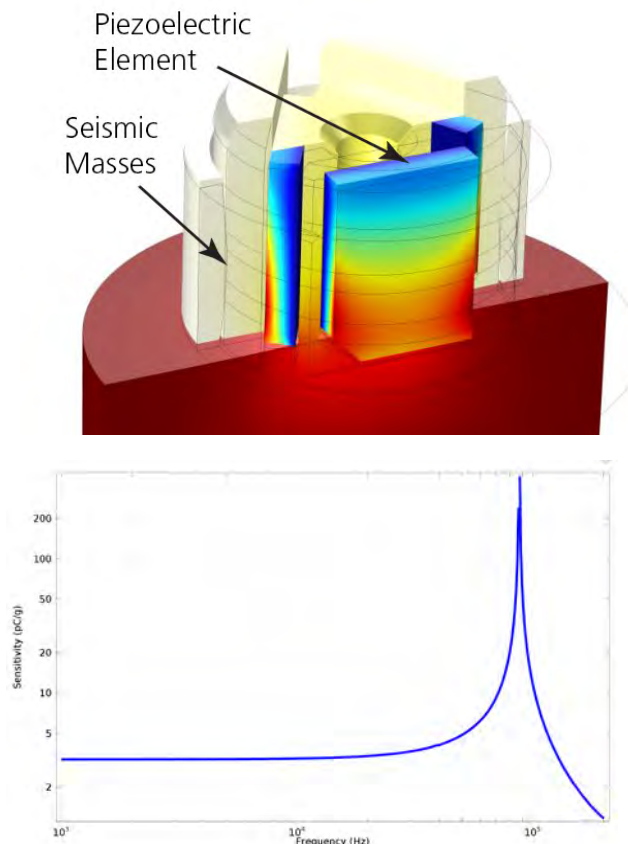 Piezoelectric
Element
Seismic
Masses
200
100
50
20
10
5
2
Sensitivity (pC/g)
10³ 10⁴ 10⁵
Frequency (Hz)